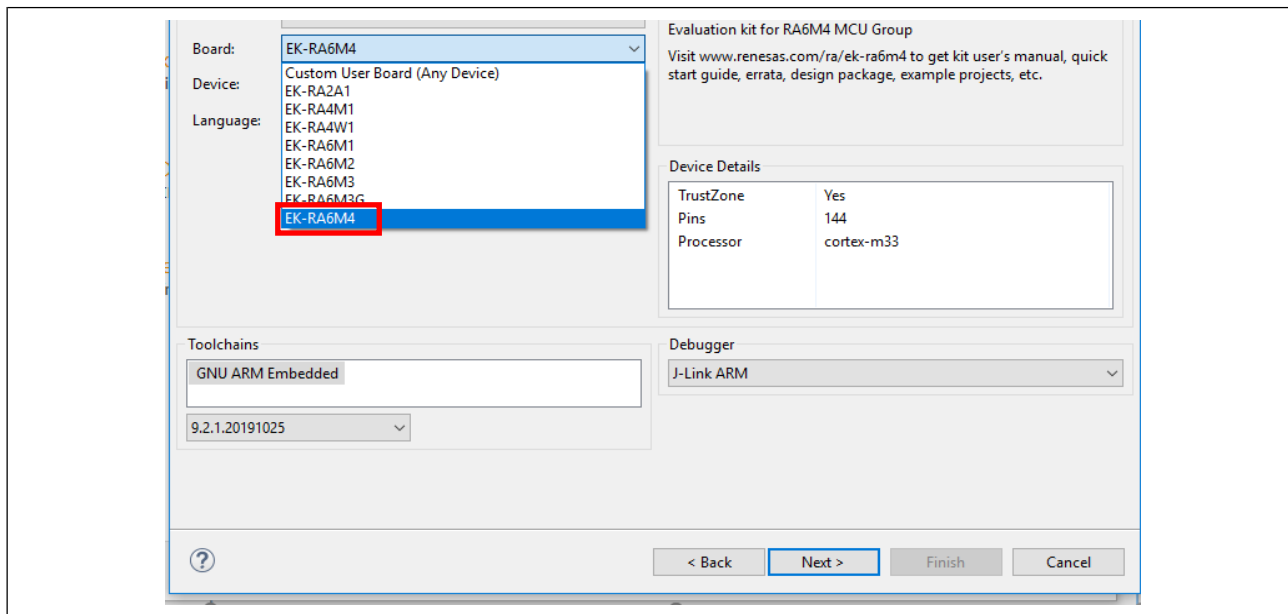 Board:
EK-RA6M4
Custom User Board (Any Device)
EK-RA2A1
EK-RA4M1
EK-RA4W1
EK-RA6M1
EK-RA6M2
EK-RA6M3
EK-RA6M3G
EK-RA6M4
Device:
Language:
Evaluation kit for RA6M4 MCU Group
Visit www.renesas.com/ra/ek-ra6m4 to get kit user's manual, quick
start guide, errata, design package, example projects, etc.
Device Details
TrustZone Yes
Pins 144
Processor cortex-m33
Toolchains
GNU ARM Embedded
9.2.1.20191025
Debugger
J-Link ARM
?
< Back Next > Finish Cancel